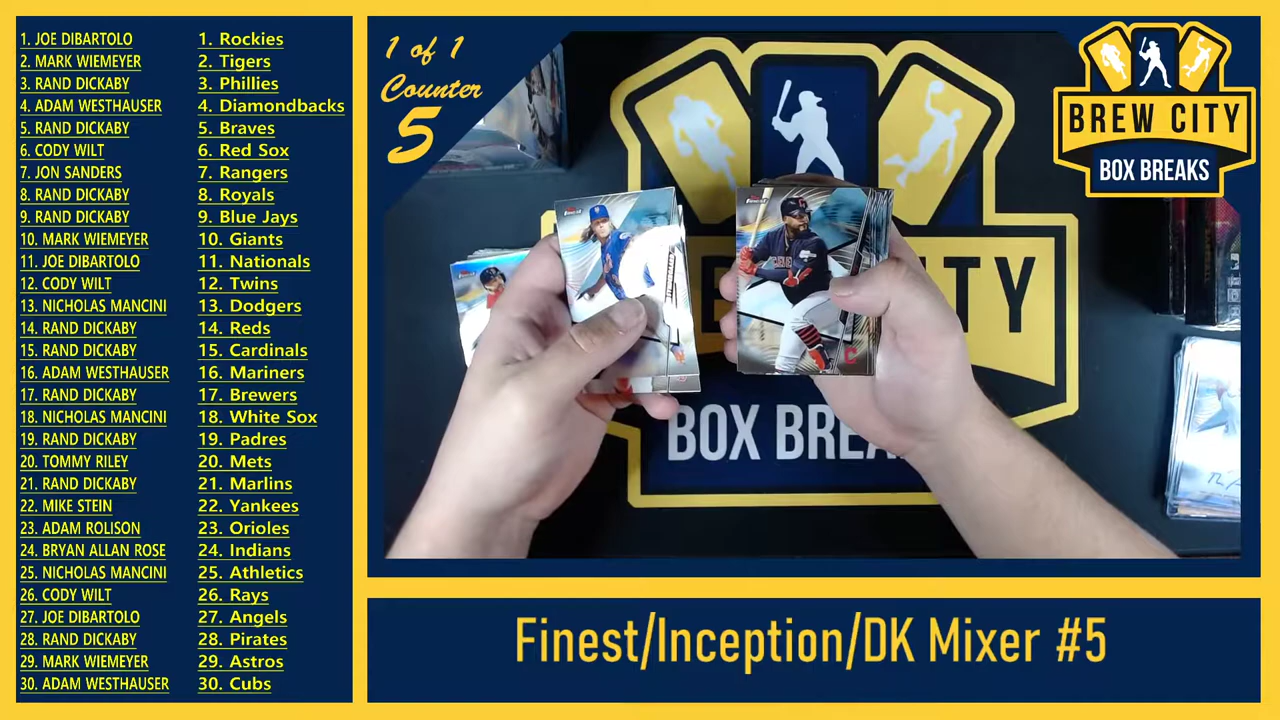 1. JOE DIBARTOLO 1. Rockies
2. MARK WIEMEYER 2. Tigers
3. RAND DICKABY 3. Phillies
4. ADAM WESTHAUSER 4. Diamondbacks
5. RAND DICKABY 5. Braves
6. CODY WILT 6. Red Sox
7. JON SANDERS 7. Rangers
8. RAND DICKABY 8. Royals
9. RAND DICKABY 9. Blue Jays
10. MARK WIEMEYER 10. Giants
11. JOE DIBARTOLO 11. Nationals
12. CODY WILT 12. Twins
13. NICHOLAS MANCINI 13. Dodgers
14. RAND DICKABY 14. Reds
15. RAND DICKABY 15. Cardinals
16. ADAM WESTHAUSER 16. Mariners
17. RAND DICKABY 17. Brewers
18. NICHOLAS MANCINI 18. White Sox
19. RAND DICKABY 19. Padres
20. TOMMY RILEY 20. Mets
21. RAND DICKABY 21. Marlins
22. MIKE STEIN 22. Yankees
23. ADAM ROLISON 23. Orioles
24. BRYAN ALLAN ROSE 24. Indians
25. NICHOLAS MANCINI 25. Athletics
26. CODY WILT 26. Rays
27. JOE DIBARTOLO 27. Angels
28. RAND DICKABY 28. Pirates
29. MARK WIEMEYER 29. Astros
30. ADAM WESTHAUSER 30. Cubs
1 of 1
Counter
5
BREW CITY
BOX BREAKS
CITY
BOX BREA
Finest/Inception/DK Mixer #5